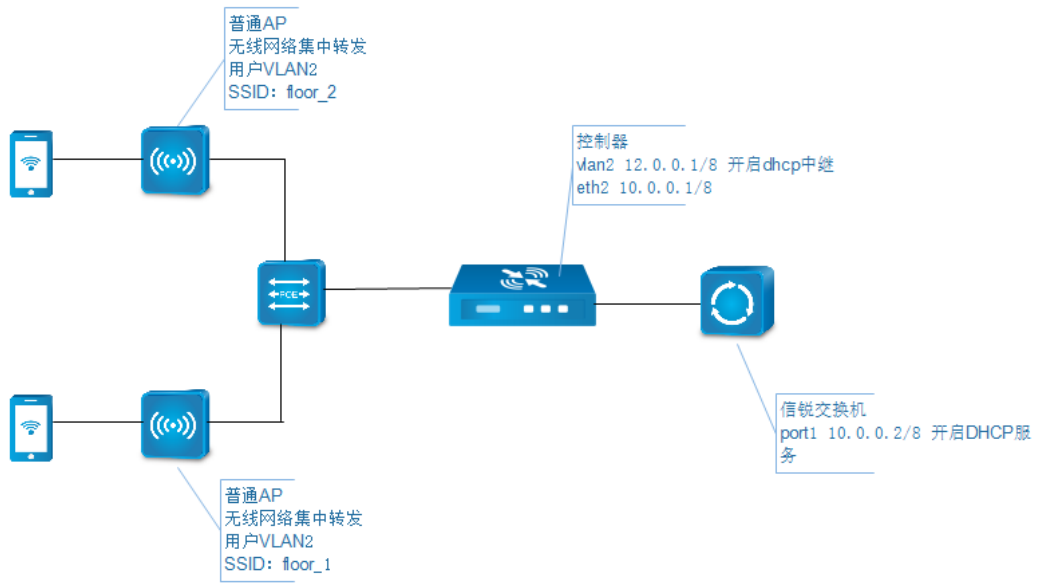 普通AP
无线网络集中转发
用户VLAN2
SSID：floor_2
控制器
vlan2 12.0.0.1/8 开启dhcp中继
eth2 10.0.0.1/8
POE
信锐交换机
port1 10.0.0.2/8 开启DHCP服
务
普通AP
无线网络集中转发
用户VLAN2
SSID：floor_1